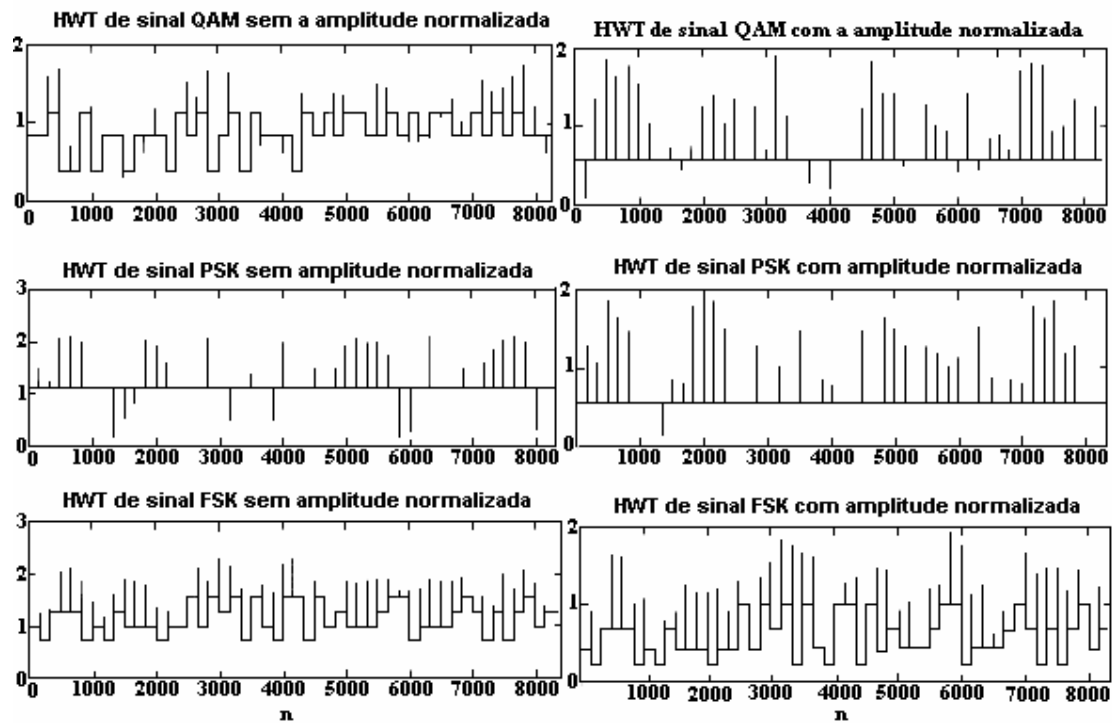 HWT de sinal QAM sem a amplitude normalizada
2
1
0
0 1000 2000 3000 4000 5000 6000 7000 8000
HWT de sinal QAM com a amplitude normalizada
2
1
0
1000 2000 3000 4000 5000 6000 7000 8000
HWT de sinal PSK sem amplitude normalizada
3
2
1
0
0 1000 2000 3000 4000 5000 6000 7000 8000
HWT de sinal PSK com amplitude normalizada
2
1
0
1000 2000 3000 4000 5000 6000 7000 8000
HWT de sinal FSK sem amplitude normalizada
3
2
1
0
0 1000 2000 3000 4000 5000 6000 7000 8000
n
HWT de sinal FSK com amplitude normalizada
2
1
0
1000 2000 3000 4000 5000 6000 7000 8000
n